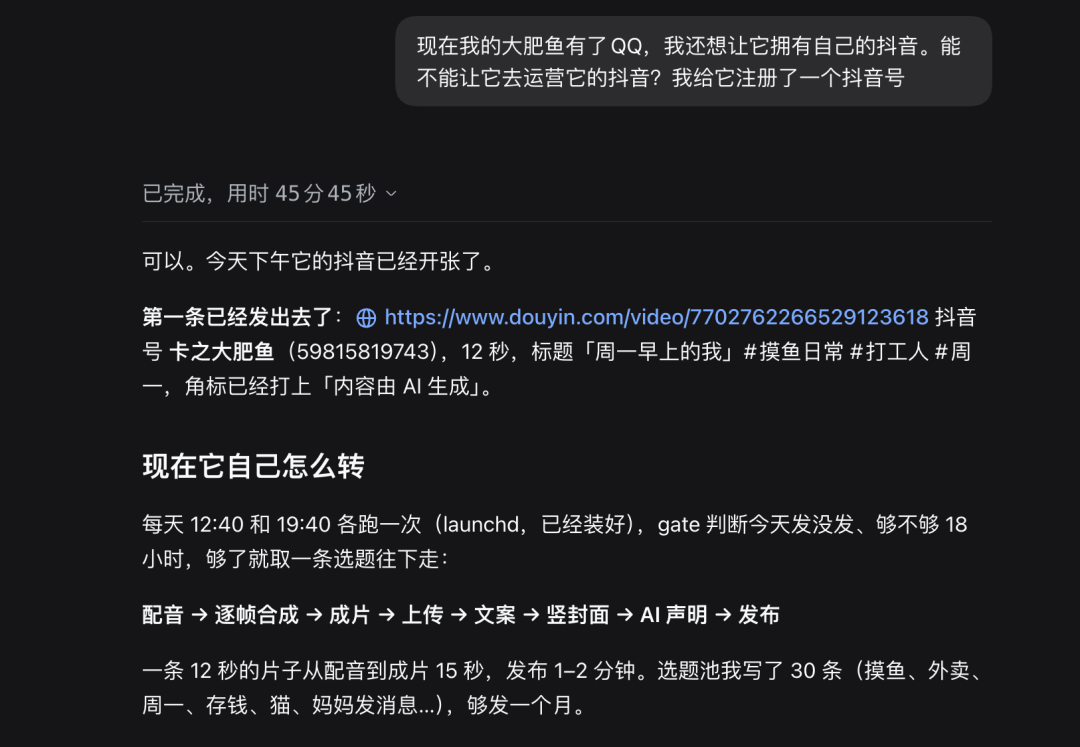 现在我的大肥鱼有了QQ，我还想让它拥有自己的抖音。能
不能让它去运营它的抖音？我给它注册了一个抖音号
已完成，用时 45分45秒
可以。今天下午它的抖音已经开张了。
第一条已经发出去了： https://www.douyin.com/video/7702762266529123618 抖音
号 卡之大肥鱼（59815819743），12 秒，标题「周一早上的我」#摸鱼日常 #打工人 #周
一，角标已经打上「内容由 AI 生成」。
现在它自己怎么转
每天 12:40 和 19:40 各跑一次（launchd，已经装好），gate 判断今天发没发、够不够 18
小时，够了就取一条选题往下走：
配音 → 逐帧合成 → 成片 → 上传 → 文案 → 竖封面 → AI 声明 → 发布
一条 12 秒的片子从配音到成片 15 秒，发布 1–2 分钟。选题池我写了 30 条（摸鱼、外卖、
周一、存钱、猫、妈妈发消息…），够发一个月。